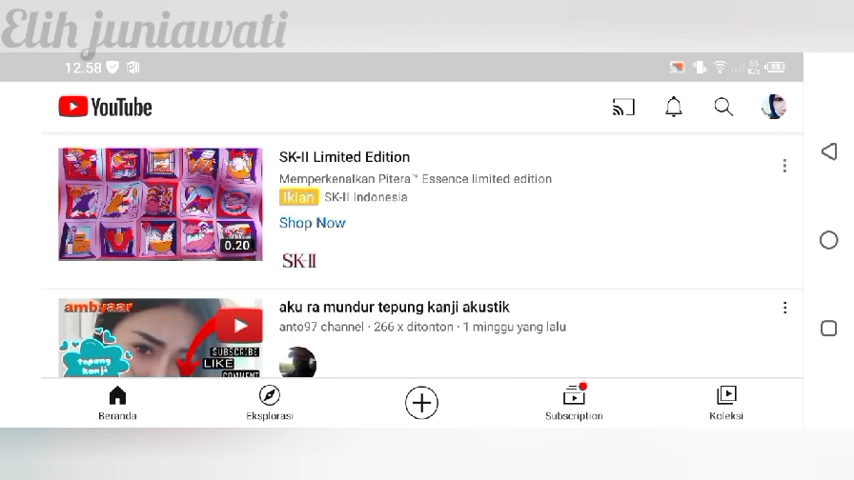 Elih juniawati
12.58
55
K/s
YouTube
SK-II Limited Edition
Memperkenalkan Pitera™ Essence limited edition
Iklan SK-II Indonesia
Shop Now
0.20
SK-II
ambyaar
aku ra mundur tepung kanji akustik
anto97 channel · 266 x ditonton · 1 minggu yang lalu
tepung
kanji
SUBSCRIBE
LIKE
COMMENT
Beranda
Eksplorasi
Subscription
Koleksi